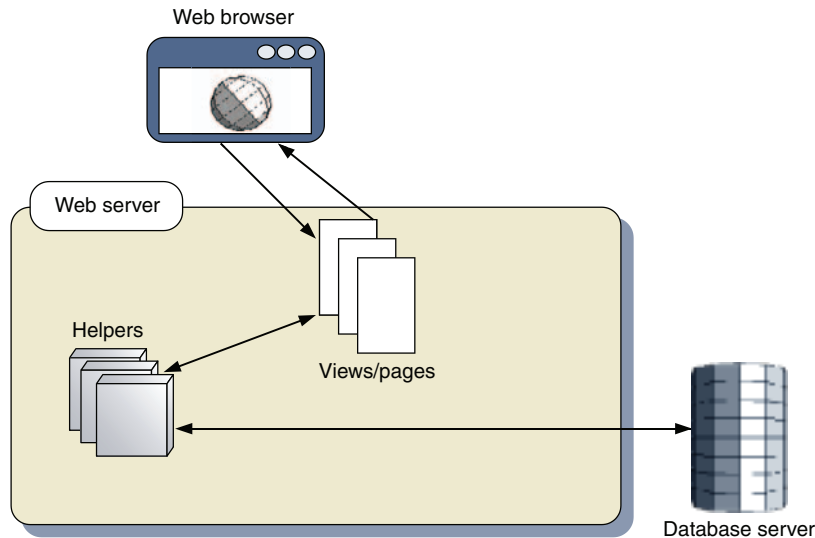 Web browser
Web server
Helpers
Views/pages
Database server